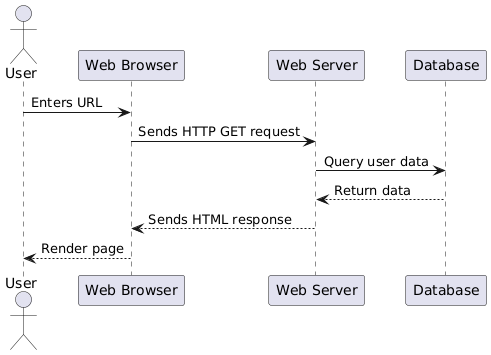 User
Web Browser
Web Server
Database
Enters URL
Sends HTTP GET request
Query user data
Return data
Sends HTML response
Render page
User
Web Browser
Web Server
Database